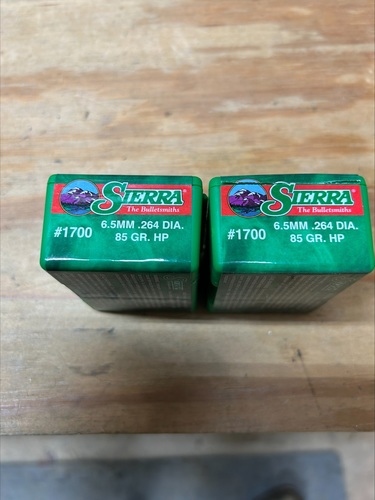 SIERRA®
The Bulletsmiths
#1700
6.5MM .264 DIA.
85 GR. HP
SIERRA®
The Bulletsmiths
#1700
6.5MM .264 DIA.
85 GR. HP